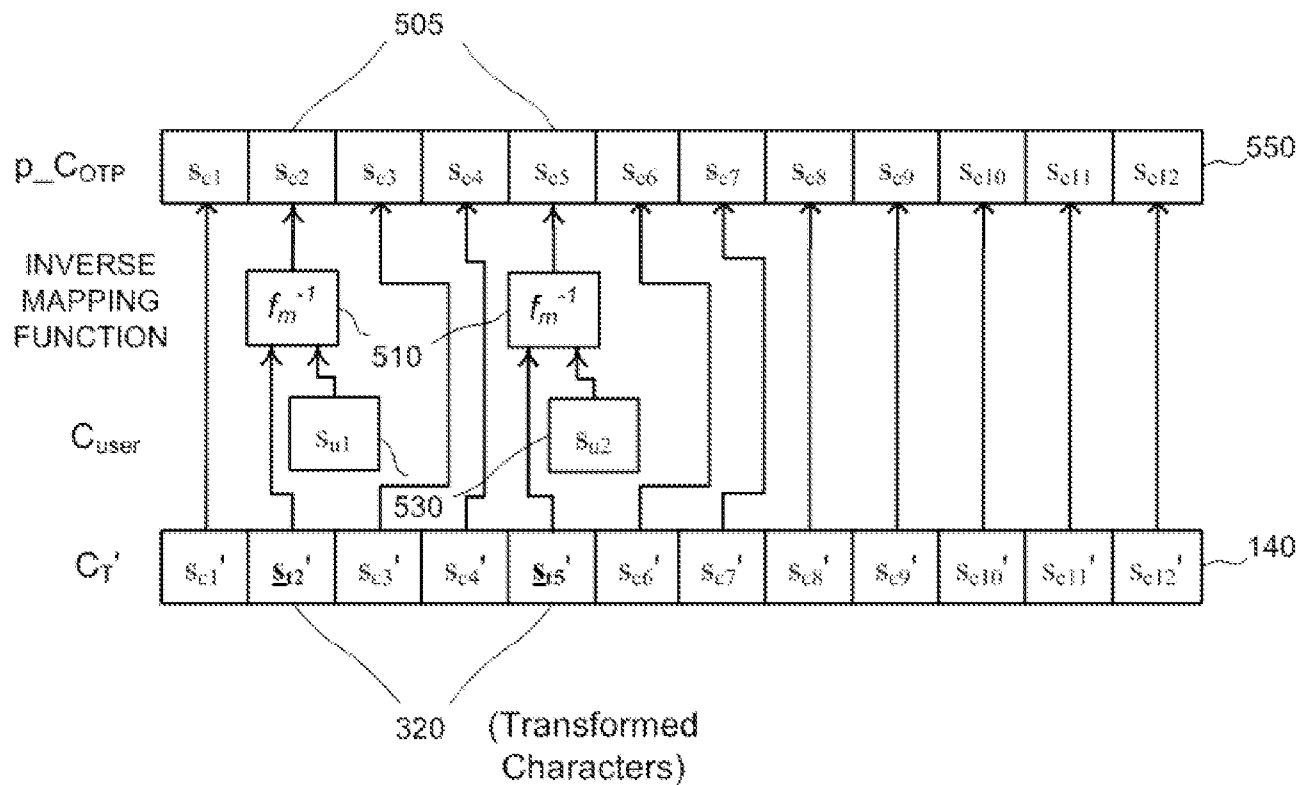 505
p_C_OTP s_c1 s_c2 s_c3 s_c4 s_c5 s_c6 s_c7 s_c8 s_c9 s_c10 s_c11 s_c12 550
INVERSE
MAPPING
FUNCTION
f_m^-1 510 f_m^-1
C_user s_u1 530 s_u2
C_T' s_c1' s_t2' s_c3' s_c4' s_t5' s_c6' s_c7' s_c8' s_c9' s_c10' s_c11' s_c12' 140
320
(Transformed
Characters)